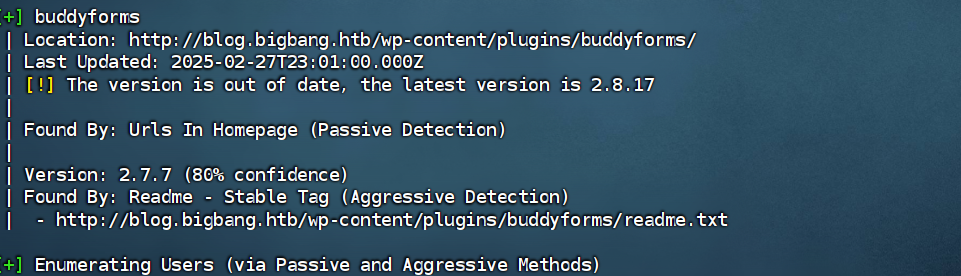 [+] buddyforms
| Location: http://blog.bigbang.htb/wp-content/plugins/buddyforms/
| Last Updated: 2025-02-27T23:01:00.000Z
| [!] The version is out of date, the latest version is 2.8.17
|
| Found By: Urls In Homepage (Passive Detection)
|
| Version: 2.7.7 (80% confidence)
| Found By: Readme - Stable Tag (Aggressive Detection)
|  - http://blog.bigbang.htb/wp-content/plugins/buddyforms/readme.txt
[+] Enumerating Users (via Passive and Aggressive Methods)